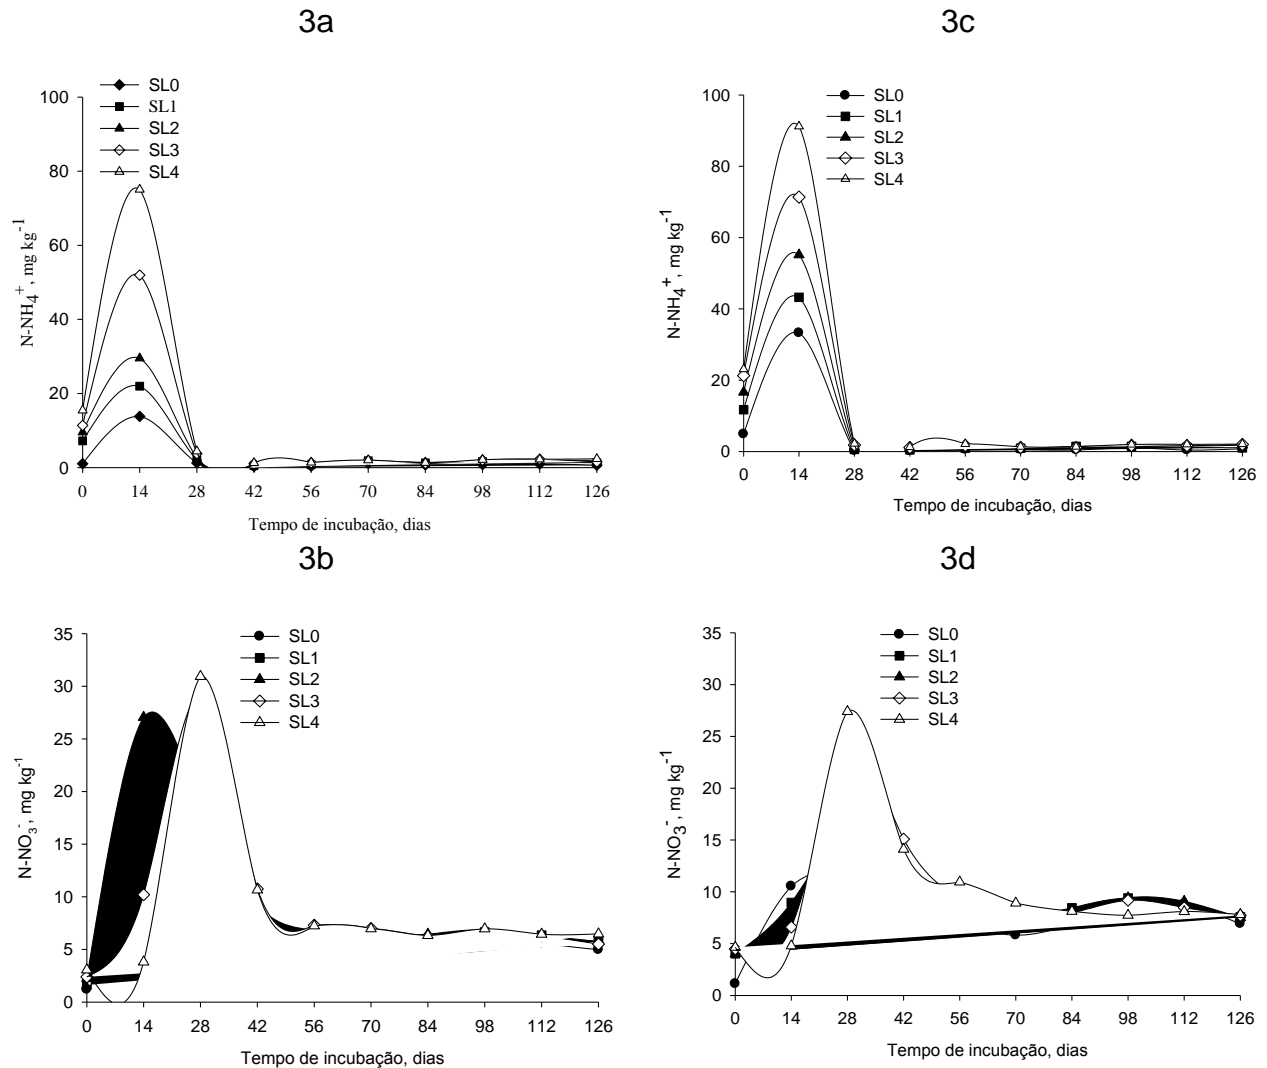 3a
SL0
SL1
SL2
SL3
SL4
100
80
60
40
20
0
N-NH4+, mg kg-1
0 14 28 42 56 70 84 98 112 126
Tempo de incubação, dias
3c
SL0
SL1
SL2
SL3
SL4
100
80
60
40
20
0
N-NH4+, mg kg-1
0 14 28 42 56 70 84 98 112 126
Tempo de incubação, dias
3b
SL0
SL1
SL2
SL3
SL4
35
30
25
20
15
10
5
0
N-NO3-, mg kg-1
0 14 28 42 56 70 84 98 112 126
Tempo de incubação, dias
3d
SL0
SL1
SL2
SL3
SL4
35
30
25
20
15
10
5
0
N-NO3-, mg kg-1
0 14 28 42 56 70 84 98 112 126
Tempo de incubação, dias